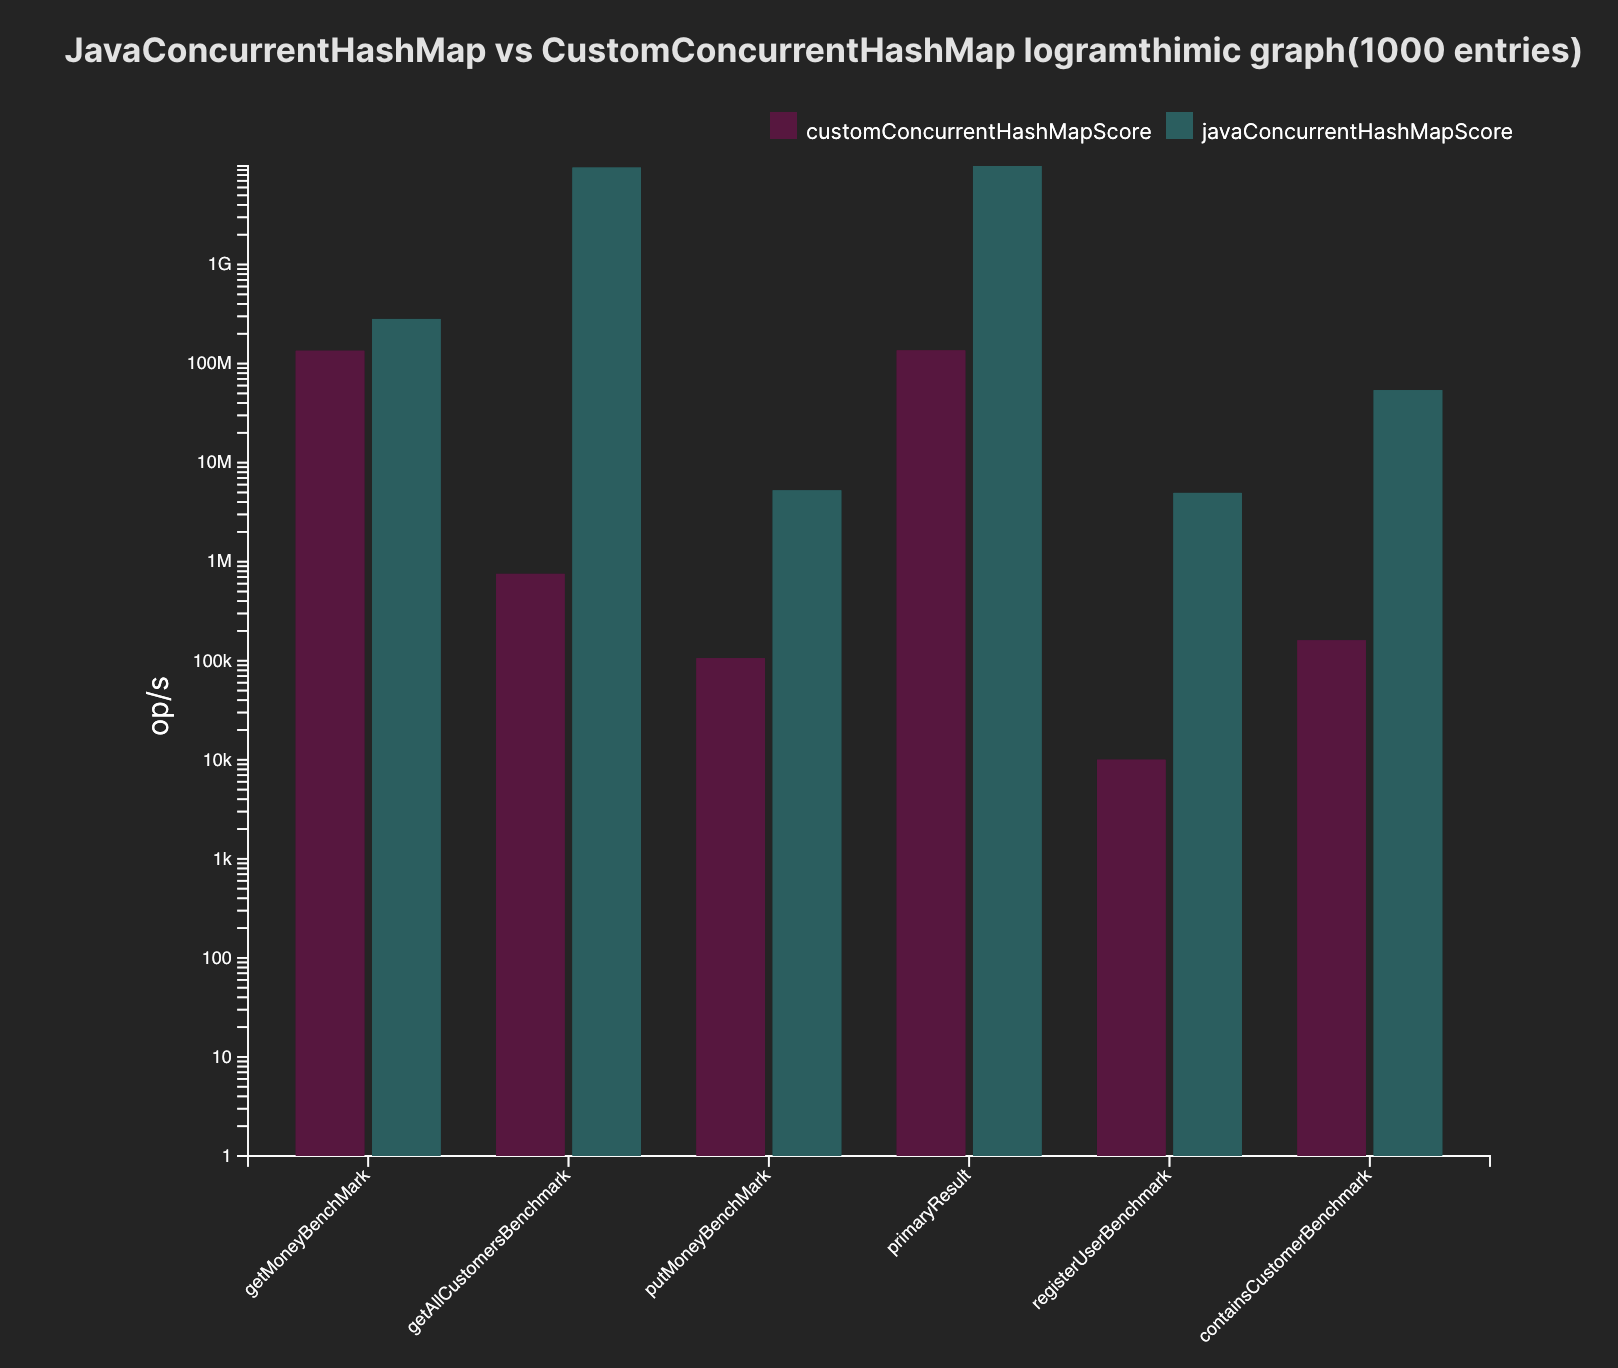 JavaConcurrentHashMap vs CustomConcurrentHashMap logramthimic graph(1000 entries)
customConcurrentHashMapScore
javaConcurrentHashMapScore
1G
100M
10M
1M
100k
10k
1k
100
10
1
op/s
getMoneyBenchMark
getAllCustomersBenchmark
putMoneyBenchMark
primaryResult
registerUserBenchmark
containsCustomerBenchmark